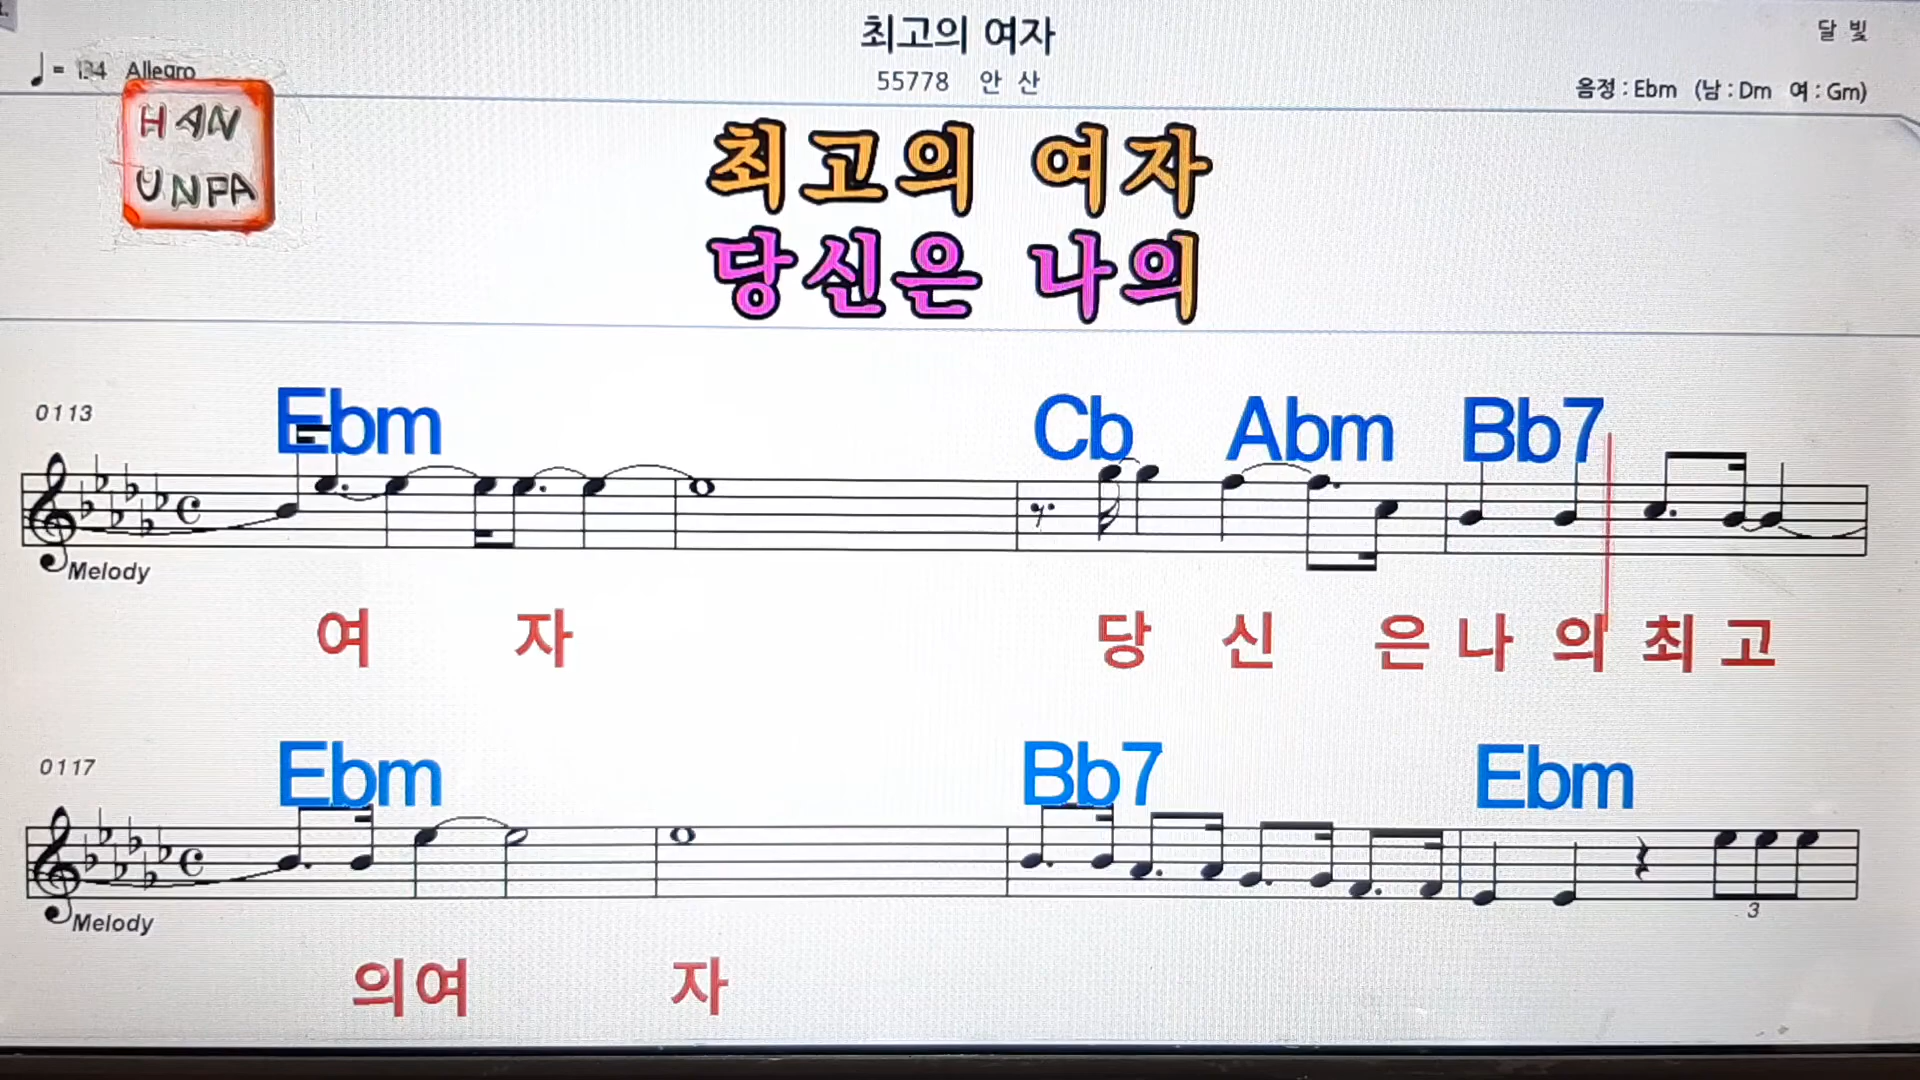 최고의 여자
달 빛
♩ = 134 Allegro
55778 안 산
음정 : Ebm (남 : Dm 여 : Gm)
HAN
UNPA
최고의 여자
당신은 나의
0113
Ebm Cb Abm Bb7
Melody
여 자 당 신 은 나 의 최 고
0117
Ebm Bb7 Ebm
3
Melody
의 여 자